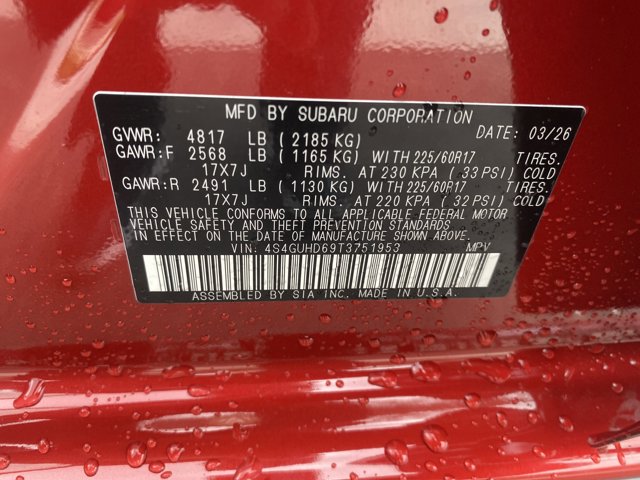 MFD BY SUBARU CORPORATION
GVWR: 4817 LB ( 2185 KG) DATE: 03/26
GAWR:F 2568 LB ( 1165 KG) WITH 225/60R17 TIRES.
17X7J RIMS. AT 230 KPA ( 33 PSI) COLD
GAWR:R 2491 LB ( 1130 KG) WITH 225/60R17 TIRES.
17X7J RIMS. AT 220 KPA ( 32 PSI) COLD
THIS VEHICLE CONFORMS TO ALL APPLICABLE FEDERAL MOTOR
VEHICLE SAFETY, BUMPER, AND THEFT PREVENTION STANDARDS
IN EFFECT ON THE DATE OF MANUFACTURE SHOWN ABOVE.
VIN: 4S4GUHD69T3751953 MPV
ASSEMBLED BY SIA INC. MADE IN U.S.A.